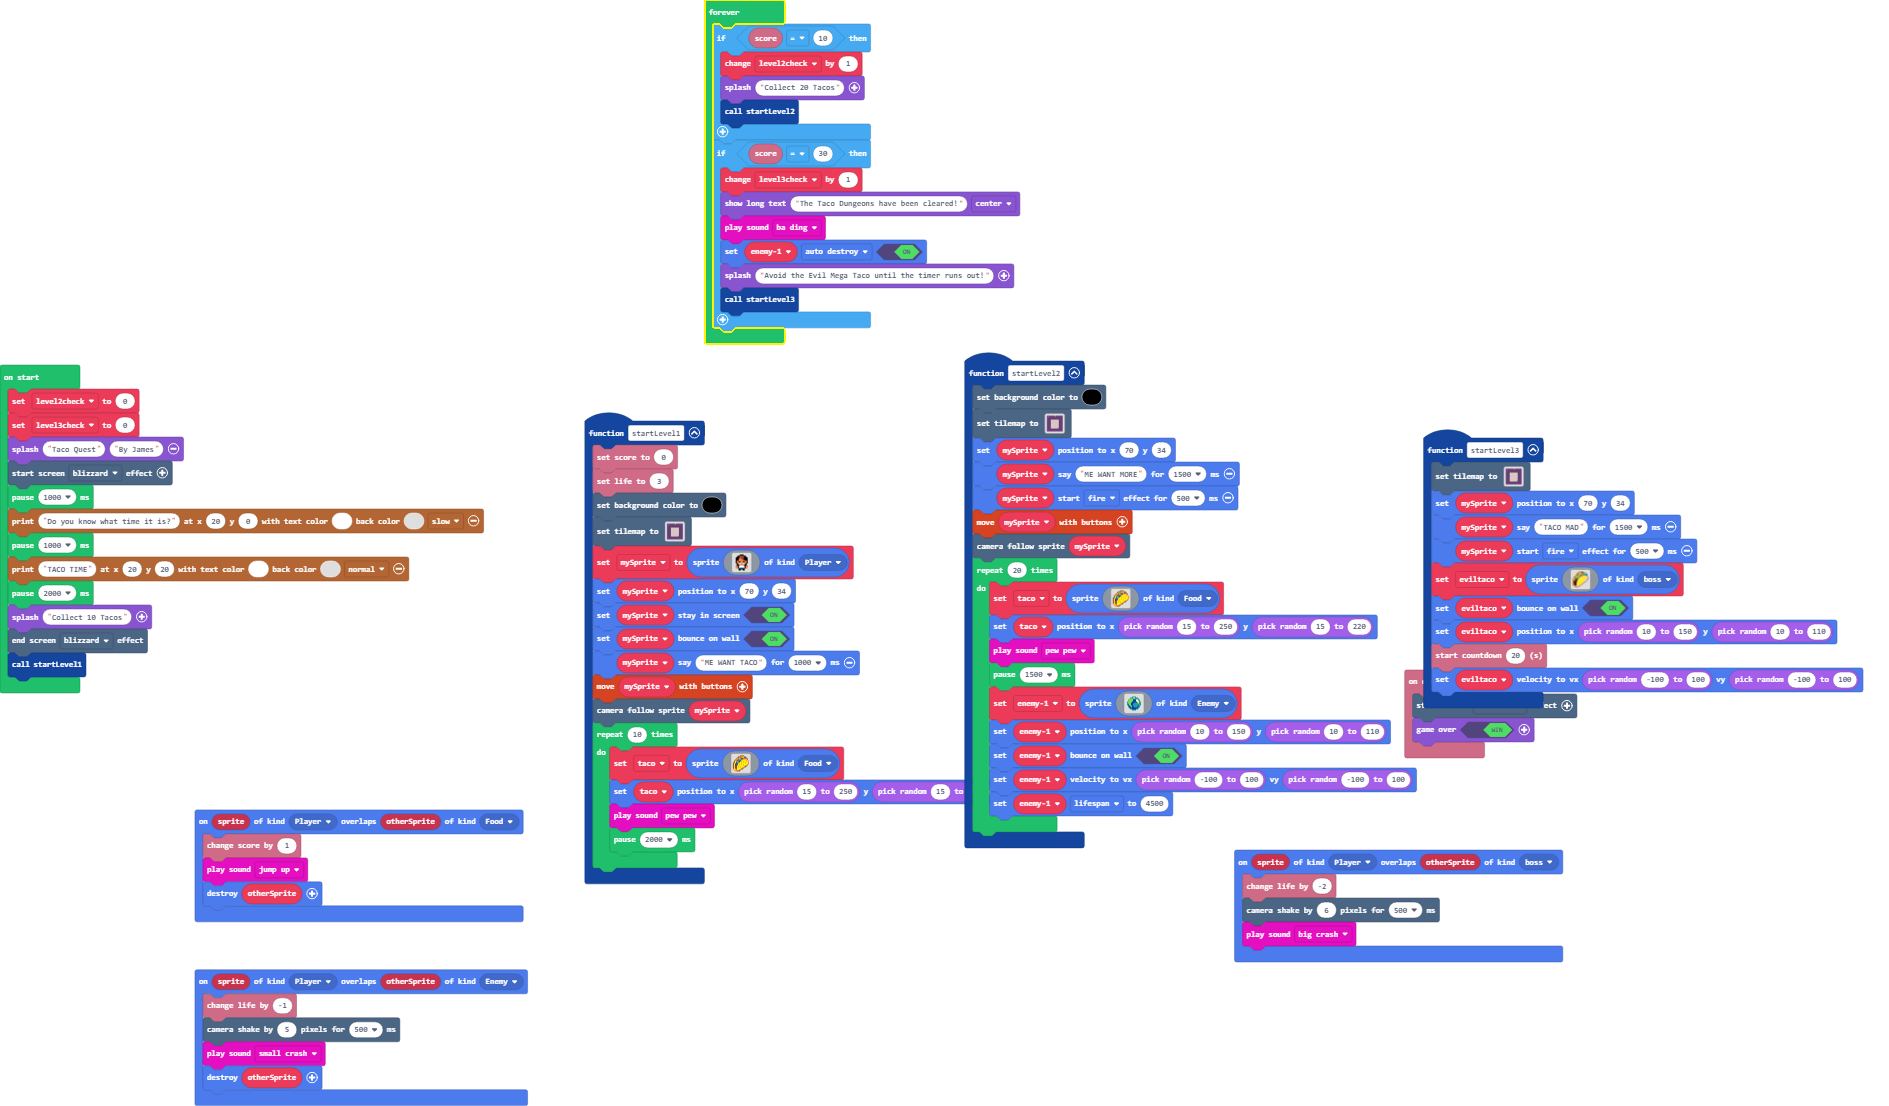 forever
if score = 10 then
change level2check by 1
splash "Collect 20 Tacos"
call startLevel2
if score = 30 then
change level3check by 1
show long text "The Taco Dungeons have been cleared!" center
play sound ba ding
set enemy-1 auto destroy ON
splash "Avoid the Evil Mega Taco until the timer runs out!"
call startLevel3
on start
set level2check to 0
set level3check to 0
splash "Taco Quest" "By James"
start screen blizzard effect
pause 1000 ms
print "Do you know what time it is?" at x 20 y 0 with text color back color slow
pause 1000 ms
print "TACO TIME" at x 20 y 20 with text color back color normal
pause 2000 ms
splash "Collect 10 Tacos"
end screen blizzard effect
call startLevel1
function startLevel1
set score to 0
set life to 3
set background color to
set tilemap to
set mySprite to sprite of kind Player
set mySprite position to x 70 y 34
set mySprite stay in screen ON
set mySprite bounce on wall ON
mySprite say "ME WANT TACO" for 1000 ms
move mySprite with buttons
camera follow sprite mySprite
repeat 10 times
do
set taco to sprite of kind Food
set taco position to x pick random 15 to 250 y pick random 15 to
play sound pew pew
pause 2000 ms
function startLevel2
set background color to
set tilemap to
set mySprite position to x 70 y 34
mySprite say "ME WANT MORE" for 1500 ms
mySprite start fire effect for 500 ms
move mySprite with buttons
camera follow sprite mySprite
repeat 20 times
do
set taco to sprite of kind Food
set taco position to x pick random 15 to 250 y pick random 15 to 220
play sound pew pew
pause 1500 ms
set enemy-1 to sprite of kind Enemy
set enemy-1 position to x pick random 10 to 150 y pick random 10 to 110
set enemy-1 bounce on wall ON
set enemy-1 velocity to vx pick random -100 to 100 vy pick random -100 to 100
set enemy-1 lifespan to 4500
function startLevel3
set tilemap to
set mySprite position to x 70 y 34
mySprite say "TACO MAD" for 1500 ms
mySprite start fire effect for 500 ms
set eviltaco to sprite of kind boss
set eviltaco bounce on wall ON
set eviltaco position to x pick random 10 to 150 y pick random 10 to 110
start countdown 20 (s)
set eviltaco velocity to vx pick random -100 to 100 vy pick random -100 to 100
on
game over WIN
on sprite of kind Player overlaps otherSprite of kind Food
change score by 1
play sound jump up
destroy otherSprite
on sprite of kind Player overlaps otherSprite of kind Enemy
change life by -1
camera shake by 5 pixels for 500 ms
play sound small crash
destroy otherSprite
on sprite of kind Player overlaps otherSprite of kind boss
change life by -2
camera shake by 6 pixels for 500 ms
play sound big crash